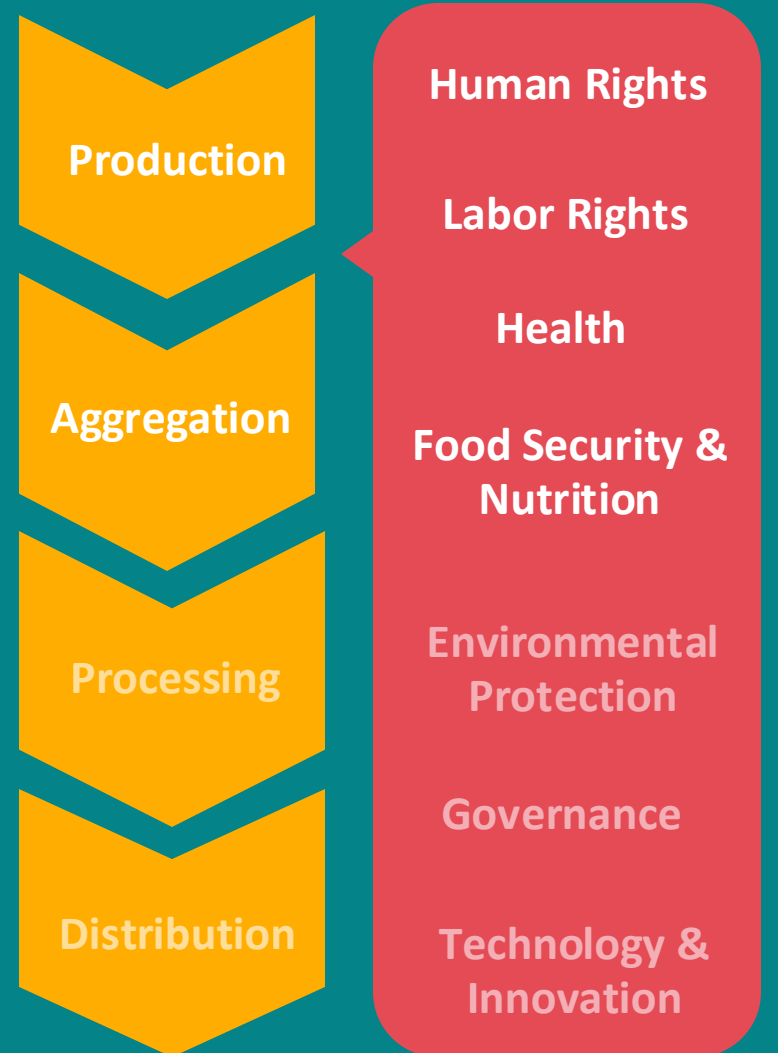 Production
Aggregation
Processing
Distribution
Human Rights
Labor Rights
Health
Food Security &
Nutrition
Environmental
Protection
Governance
Technology &
Innovation